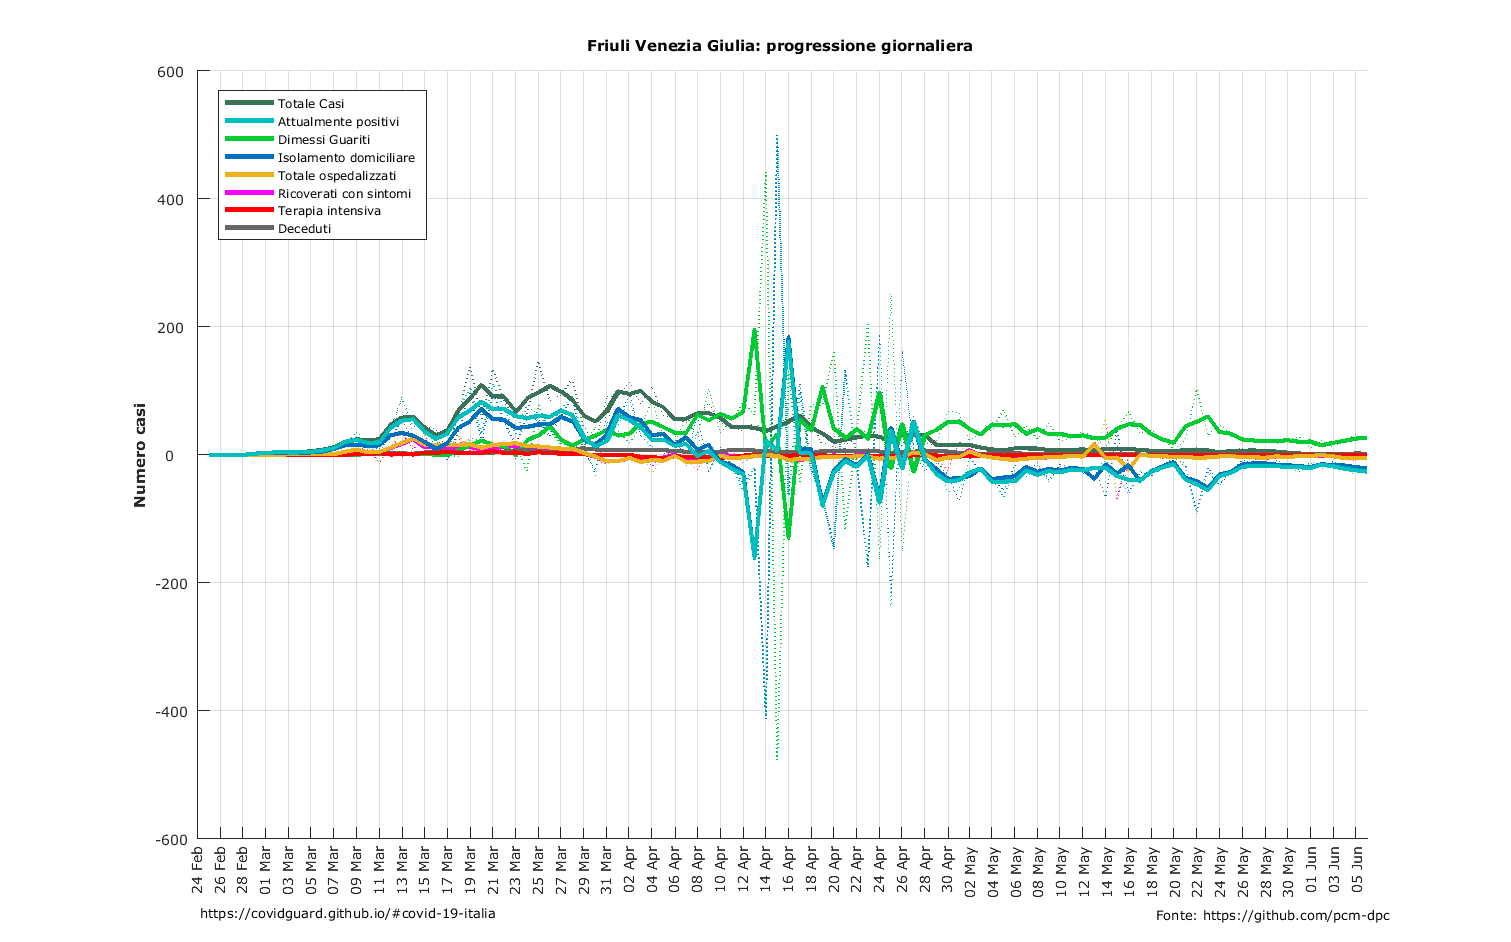 Friuli Venezia Giulia: progressione giornaliera
600
400
200
0
-200
-400
-600
Numero casi
Totale Casi
Attualmente positivi
Dimessi Guariti
Isolamento domiciliare
Totale ospedalizzati
Ricoverati con sintomi
Terapia intensiva
Deceduti
24 Feb
26 Feb
28 Feb
01 Mar
03 Mar
05 Mar
07 Mar
09 Mar
11 Mar
13 Mar
15 Mar
17 Mar
19 Mar
21 Mar
23 Mar
25 Mar
27 Mar
29 Mar
31 Mar
02 Apr
04 Apr
06 Apr
08 Apr
10 Apr
12 Apr
14 Apr
16 Apr
18 Apr
20 Apr
22 Apr
24 Apr
26 Apr
28 Apr
30 Apr
02 May
04 May
06 May
08 May
10 May
12 May
14 May
16 May
18 May
20 May
22 May
24 May
26 May
28 May
30 May
01 Jun
03 Jun
05 Jun
https://covidguard.github.io/#covid-19-italia
Fonte: https://github.com/pcm-dpc